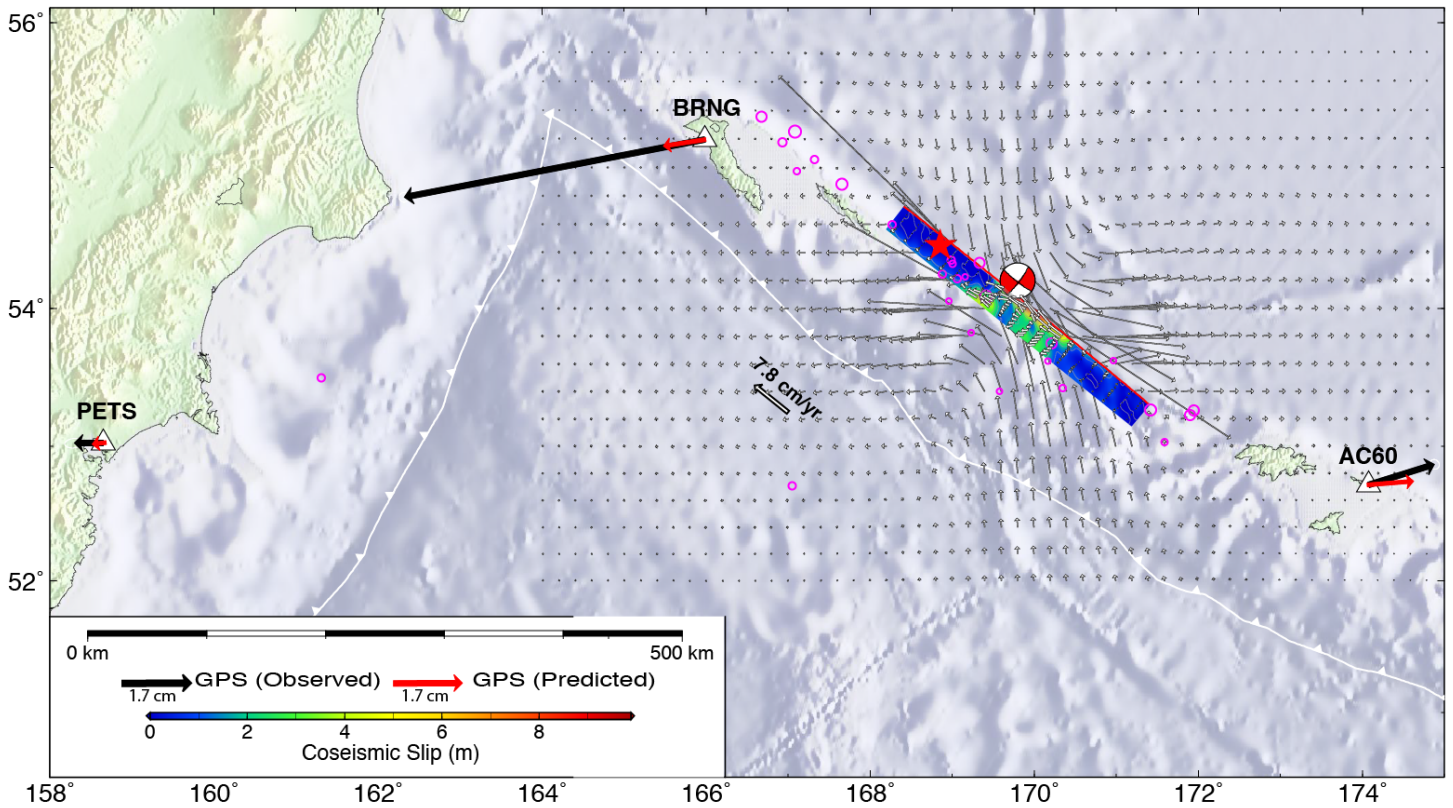 56°
BRNG
54°
7.8 cm/yr
PETS
AC60
52°
0 km 500 km
GPS (Observed) GPS (Predicted)
1.7 cm 1.7 cm
0 2 4 6 8
Coseismic Slip (m)
158° 160° 162° 164° 166° 168° 170° 172° 174°